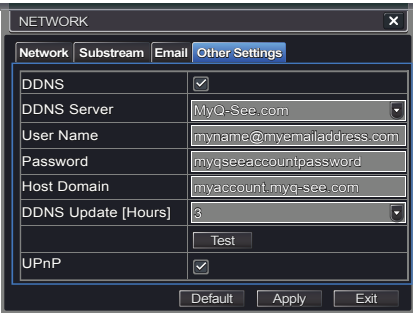 NETWORK X
Network Substream Email Other Settings
DDNS
DDNS Server MyQ-See.com
User Name myname@myemailaddress.com
Password myqseeaccountpassword
Host Domain myaccount.myq-see.com
DDNS Update [Hours] 3
Test
UPnP
Default Apply Exit